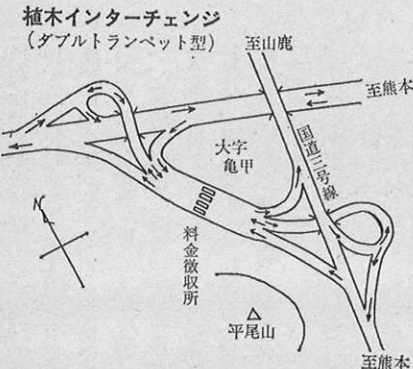 植木インターチェンジ
(ダブルトランペット型)
至山鹿
至熊本
国道三号線
大字
亀甲
料金徴収所
N
平尾山
至熊本